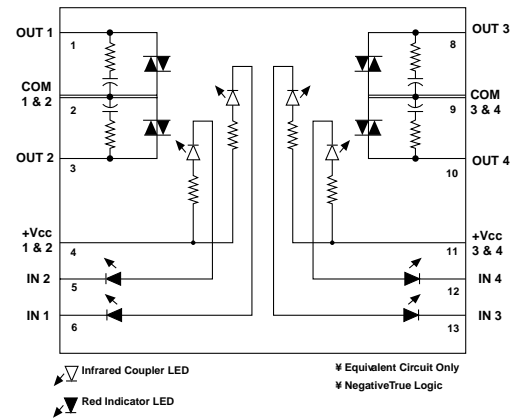 OUT 1
1
COM
1 & 2
2
OUT 2
3
+Vcc
1 & 2
4
IN 2
5
IN 1
6
OUT 3
8
COM
3 & 4
9
OUT 4
10
+Vcc
3 & 4
11
IN 4
12
IN 3
13
Infrared Coupler LED
Red Indicator LED
¥ Equivalent Circuit Only
¥ NegativeTrue Logic